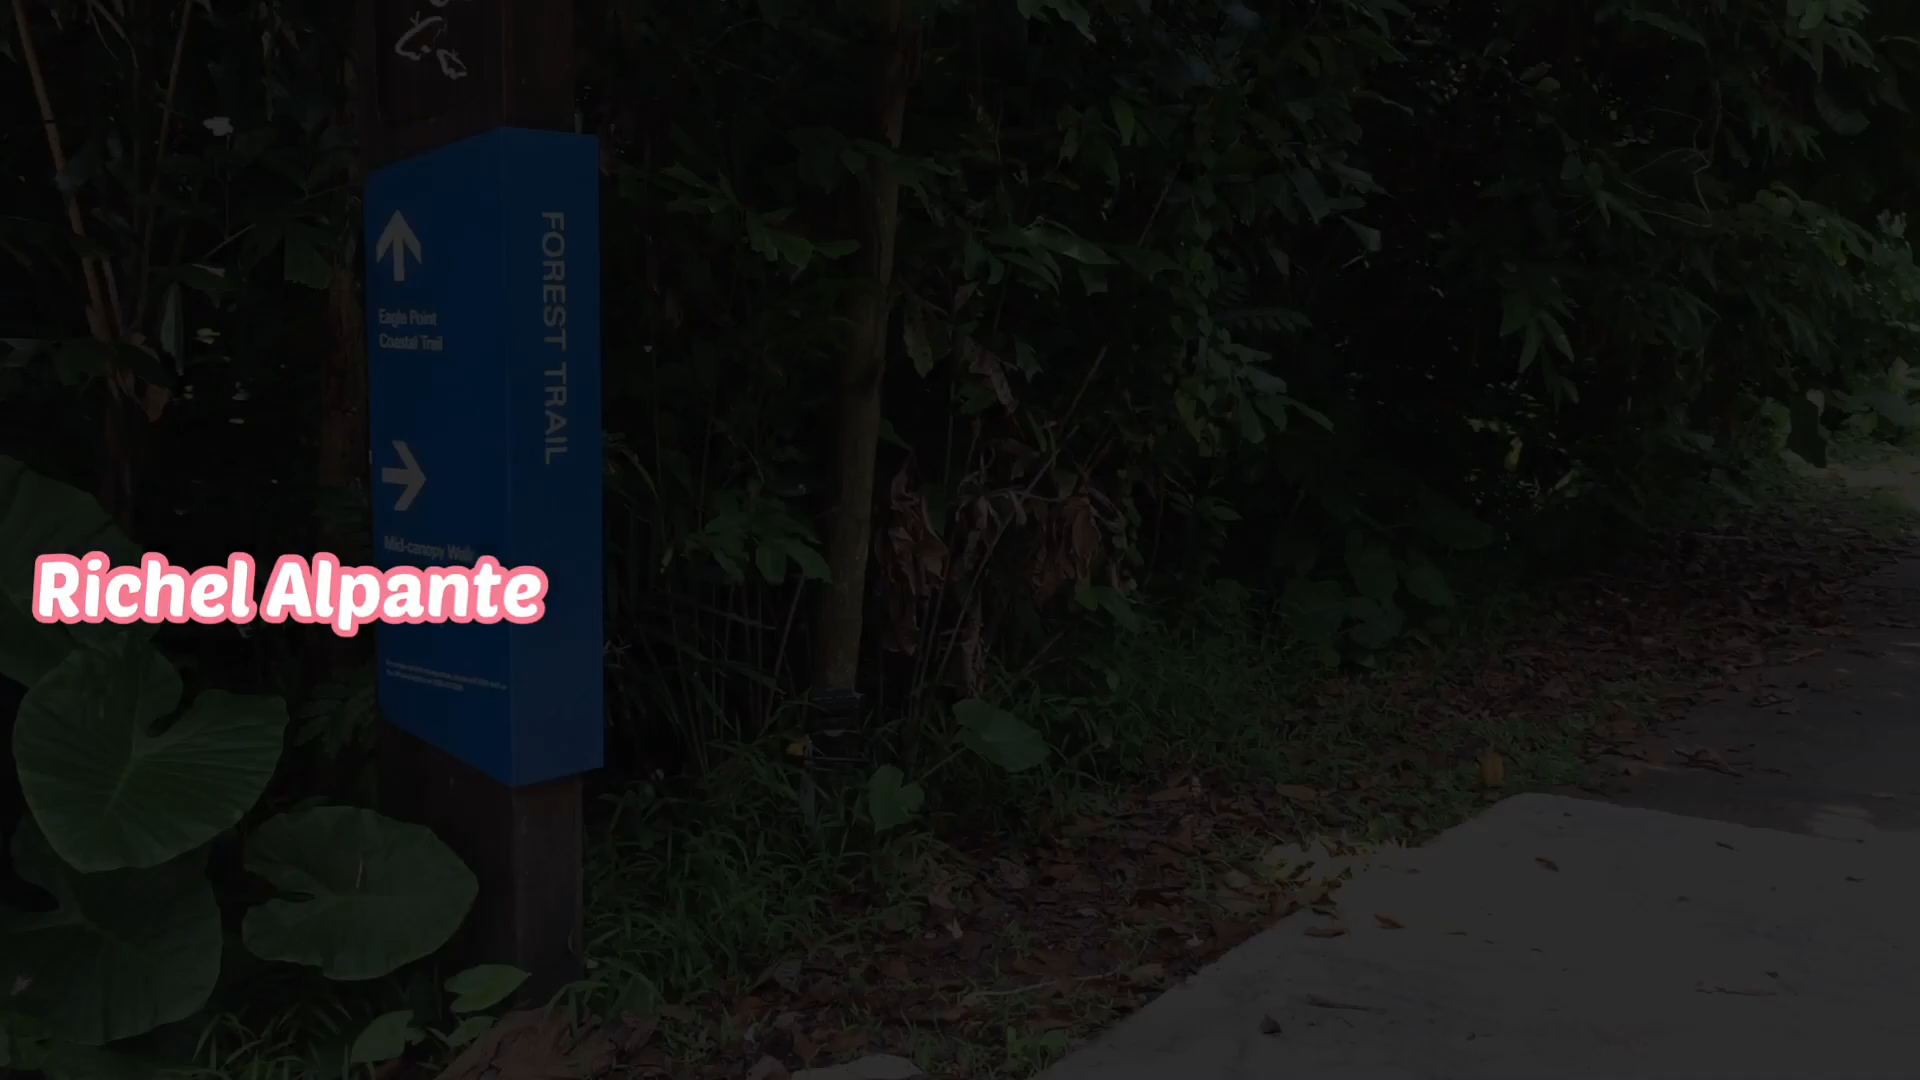 Eagle Point
Coastal Trail
Mid-canopy Walk
FOREST TRAIL
Richel Alpante